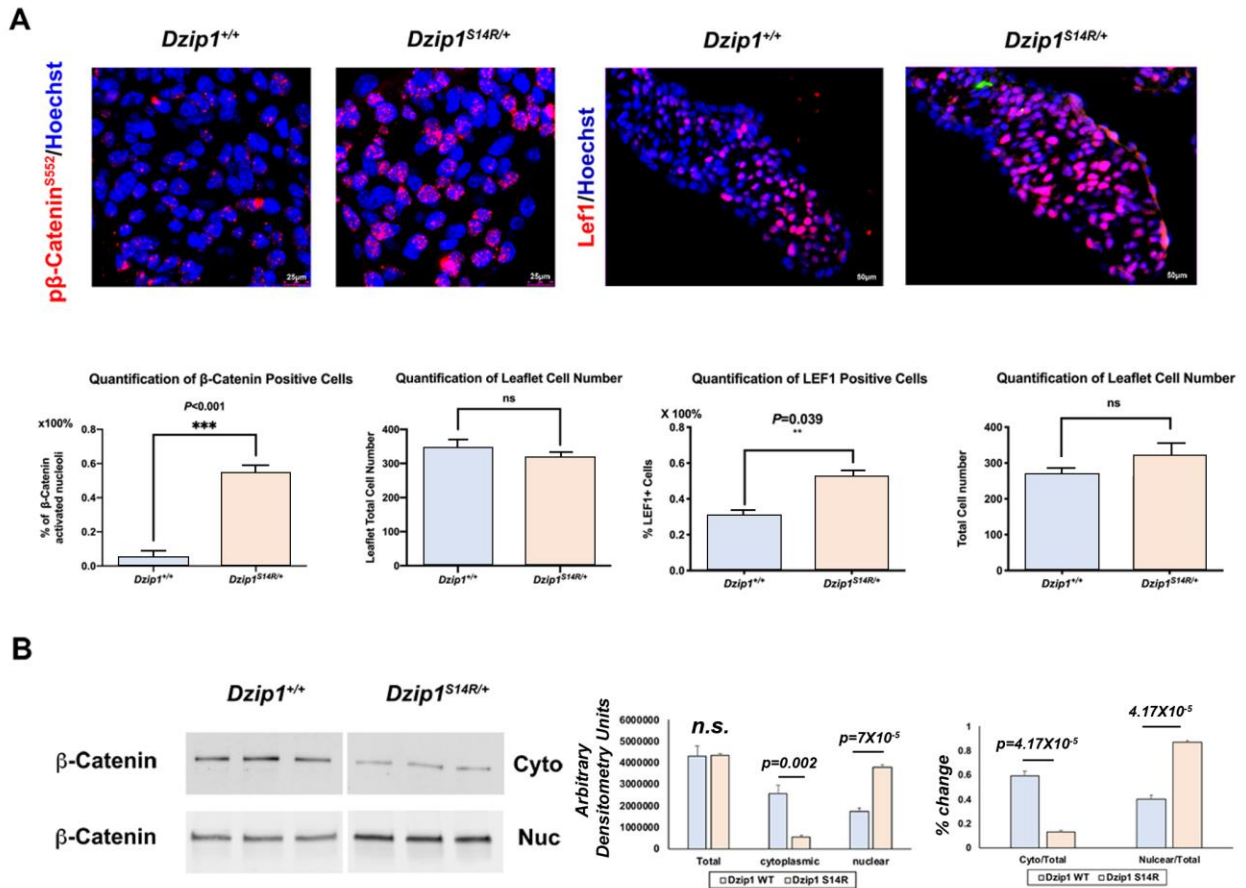 A
Dzip1+/+
Dzip1S14R/+
Dzip1+/+
Dzip1S14R/+
pβ-CateninS552/Hoechst
25µm
25µm
Lef1/Hoechst
50µm
50µm
Quantification of β-Catenin Positive Cells
P<0.001
***
x100%
% of β-Catenin
activated nucleoli
0.8
0.6
0.4
0.2
0.0
Dzip1+/+
Dzip1S14R/+
Quantification of Leaflet Cell Number
ns
Leaflet Total Cell Number
400
300
200
100
0
Dzip1+/+
Dzip1S14R/+
Quantification of LEF1 Positive Cells
X 100%
P=0.039
**
% LEF1+ Cells
0.8
0.6
0.4
0.2
0.0
Dzip1+/+
Dzip1S14R/+
Quantification of Leaflet Cell Number
ns
Total Cell number
400
300
200
100
0
Dzip1+/+
Dzip1S14R/+
B
Dzip1+/+
Dzip1S14R/+
β-Catenin
Cyto
β-Catenin
Nuc
Arbitrary
Densitometry Units
6000000
5000000
4000000
3000000
2000000
1000000
0
n.s.
p=0.002
p=7X10-5
Total
cytoplasmic
nuclear
Dzip1 WT
Dzip1 S14R
% change
1
0.8
0.6
0.4
0.2
0
p=4.17X10-5
4.17X10-5
Cyto/Total
Nulcear/Total
Dzip1 WT
Dzip1 S14R